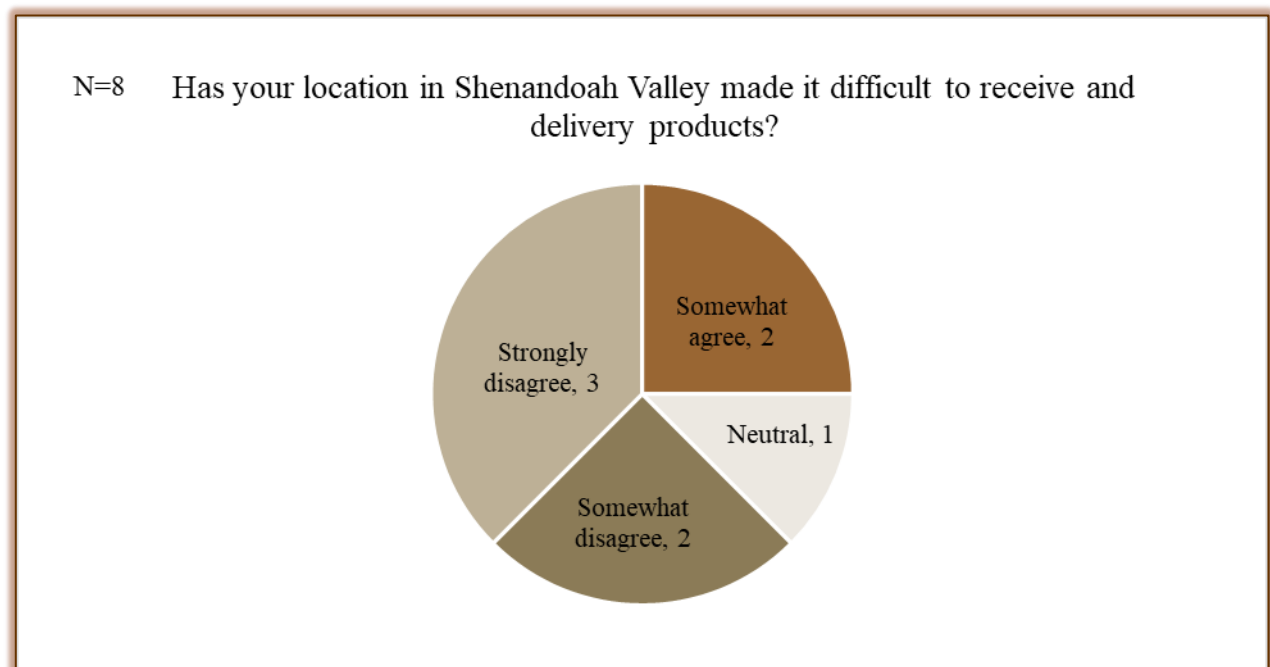 N=8
Has your location in Shenandoah Valley made it difficult to receive and
delivery products?
Somewhat
agree, 2
Strongly
disagree, 3
Neutral, 1
Somewhat
disagree, 2